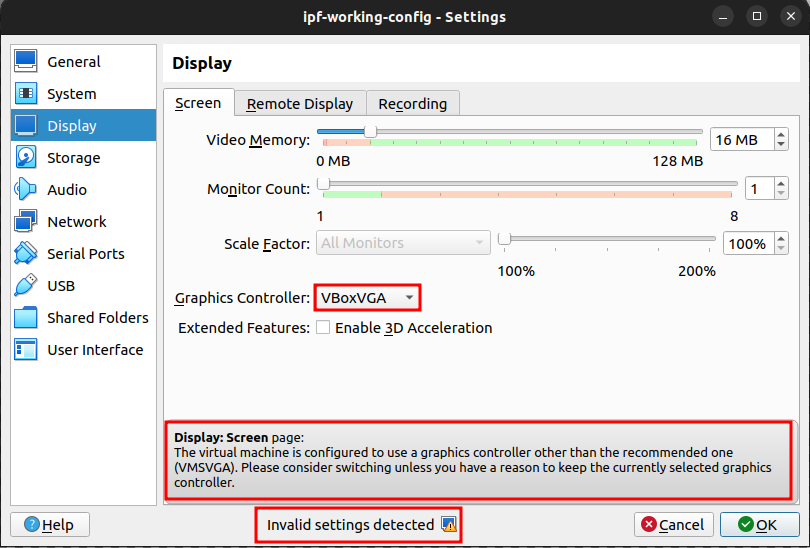 ipf-working-config - Settings
General
System
Display
Storage
Audio
Network
Serial Ports
USB
Shared Folders
User Interface
Display
Screen
Remote Display
Recording
Video Memory:
16 MB
0 MB
128 MB
Monitor Count:
1
1
8
Scale Factor:
All Monitors
100%
100%
200%
Graphics Controller:
VBoxVGA
Extended Features:
Enable 3D Acceleration
Display: Screen page:
The virtual machine is configured to use a graphics controller other than the recommended one
(VMSVGA). Please consider switching unless you have a reason to keep the currently selected graphics
controller.
Help
Invalid settings detected
Cancel
OK